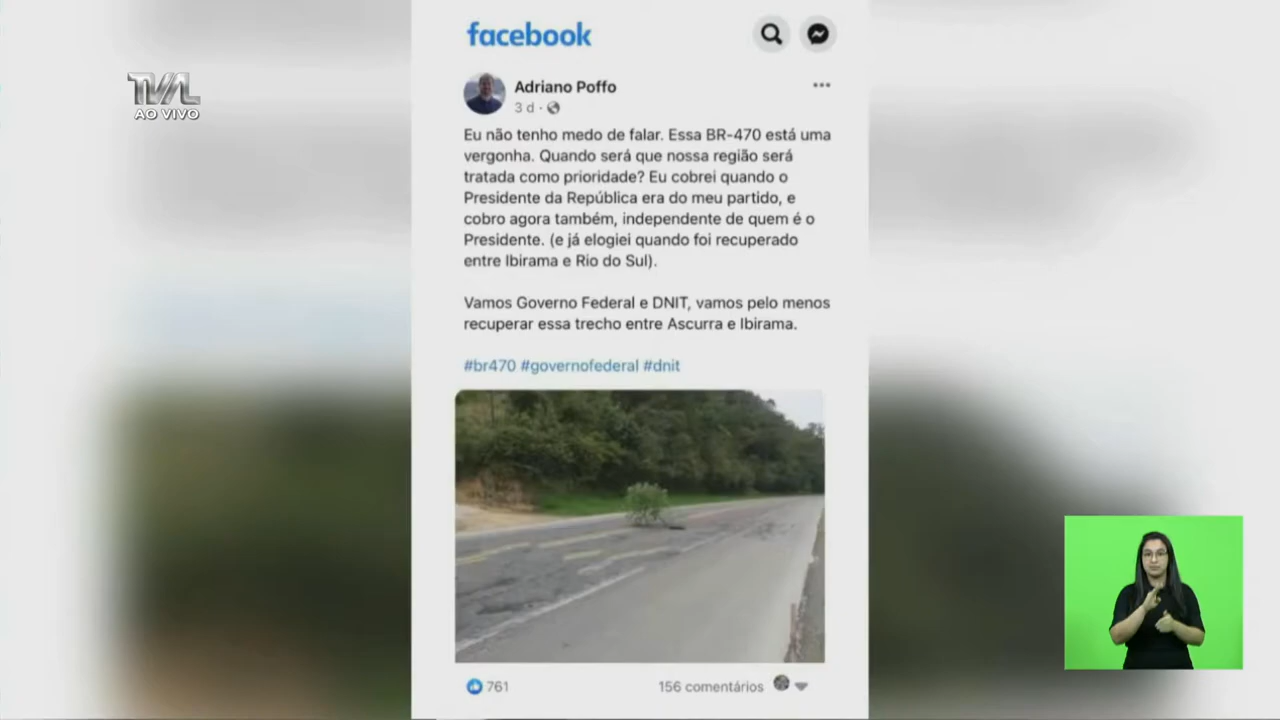 TVAL
AO VIVO
facebook
Adriano Poffo
3 d ·
Eu não tenho medo de falar. Essa BR-470 está uma
vergonha. Quando será que nossa região será
tratada como prioridade? Eu cobrei quando o
Presidente da República era do meu partido, e
cobro agora também, independente de quem é o
Presidente. (e já elogiei quando foi recuperado
entre Ibirama e Rio do Sul).
Vamos Governo Federal e DNIT, vamos pelo menos
recuperar essa trecho entre Ascurra e Ibirama.
#br470 #governofederal #dnit
761
156 comentários